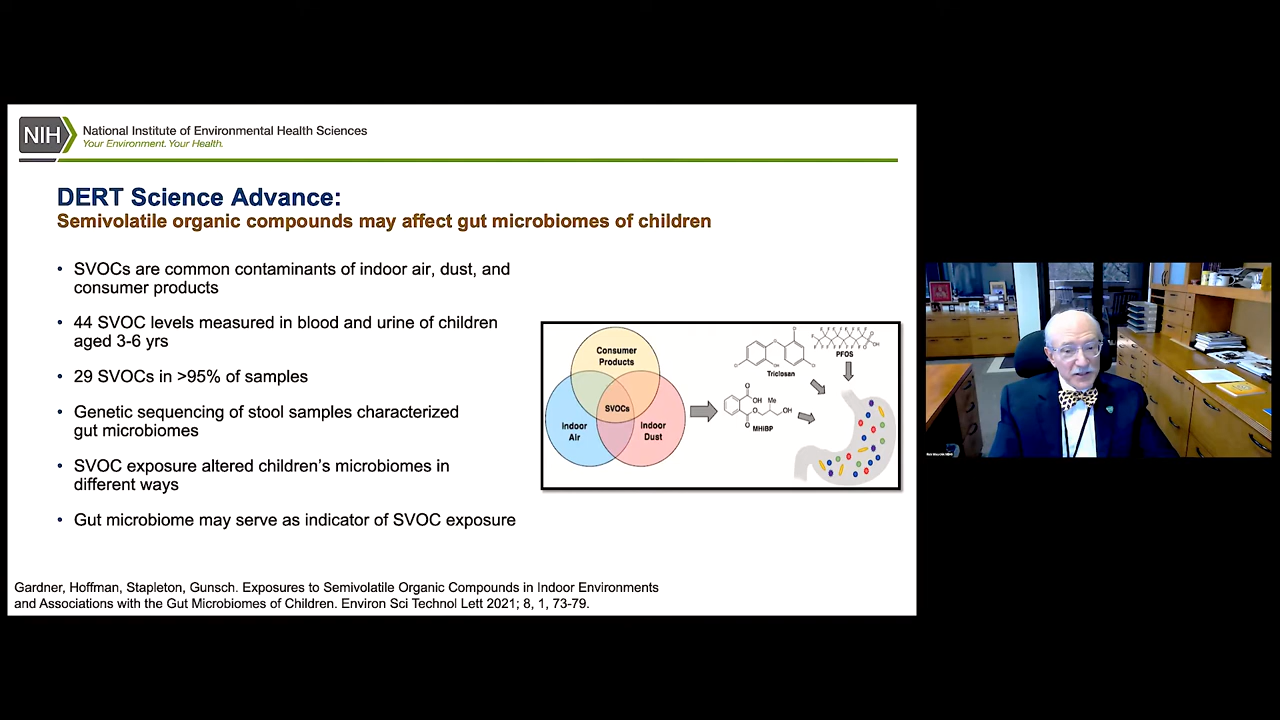 NIH
National Institute of Environmental Health Sciences
Your Environment. Your Health.
DERT Science Advance:
Semivolatile organic compounds may affect gut microbiomes of children
• SVOCs are common contaminants of indoor air, dust, and
consumer products
• 44 SVOC levels measured in blood and urine of children
aged 3-6 yrs
• 29 SVOCs in >95% of samples
• Genetic sequencing of stool samples characterized
gut microbiomes
• SVOC exposure altered children's microbiomes in
different ways
• Gut microbiome may serve as indicator of SVOC exposure
Consumer
Products
SVOCs
Indoor
Air
Indoor
Dust
Triclosan
PFOS
OH
OH
Me
OH
MHiBP
Gardner, Hoffman, Stapleton, Gunsch. Exposures to Semivolatile Organic Compounds in Indoor Environments
and Associations with the Gut Microbiomes of Children. Environ Sci Technol Lett 2021; 8, 1, 73-79.